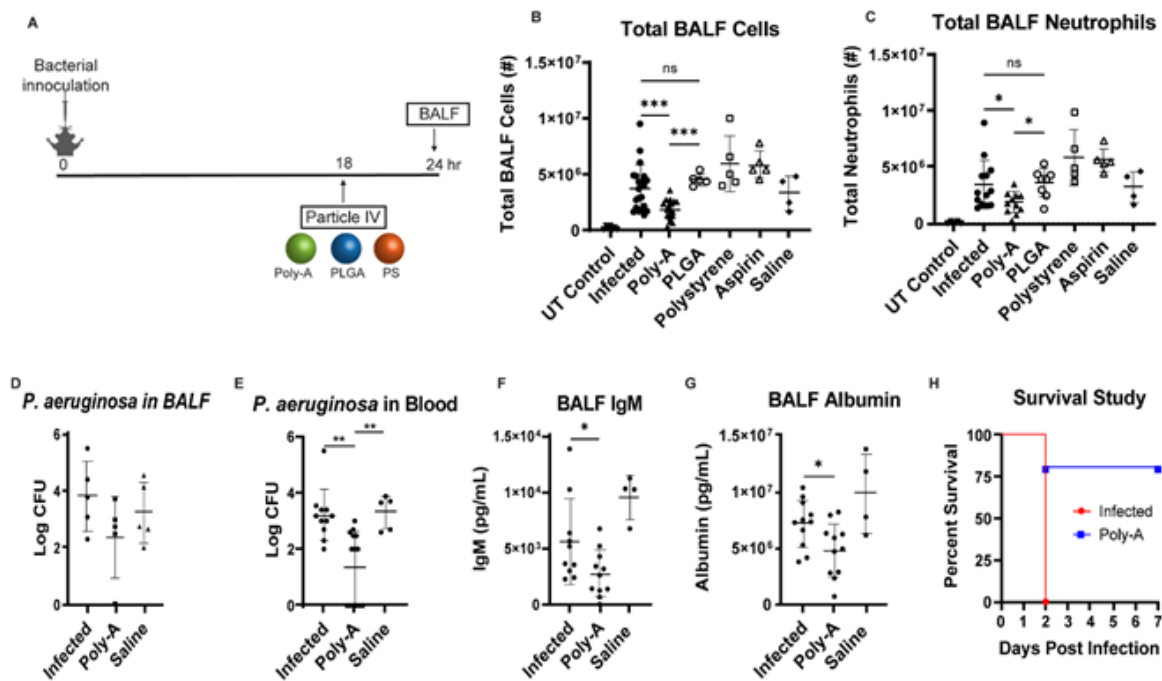 A
Bacterial
innoculation
BALF
0
18
24 hr
Particle IV
Poly-A
PLGA
PS
B
Total BALF Cells
Total BALF Cells (#)
1.5×10⁷
1×10⁷
5×10⁶
0
ns
***
***
UT Control
Infected
Poly-A
PLGA
Polystyrene
Aspirin
Saline
C
Total BALF Neutrophils
Total Neutrophils (#)
1.5×10⁷
1×10⁷
5×10⁶
0
ns
*
*
UT Control
Infected
Poly-A
PLGA
Polystyrene
Aspirin
Saline
D
P. aeruginosa in BALF
Log CFU
6
4
2
0
Infected
Poly-A
Saline
E
P. aeruginosa in Blood
Log CFU
6
4
2
0
**
**
Infected
Poly-A
Saline
F
BALF IgM
IgM (pg/mL)
1.5×10⁴
1×10⁴
5×10³
0
*
Infected
Poly-A
Saline
G
BALF Albumin
Albumin (pg/mL)
1.5×10⁷
1×10⁷
5×10⁶
0
*
Infected
Poly-A
Saline
H
Survival Study
Percent Survival
100
75
50
25
0
Infected
Poly-A
0 1 2 3 4 5 6 7
Days Post Infection